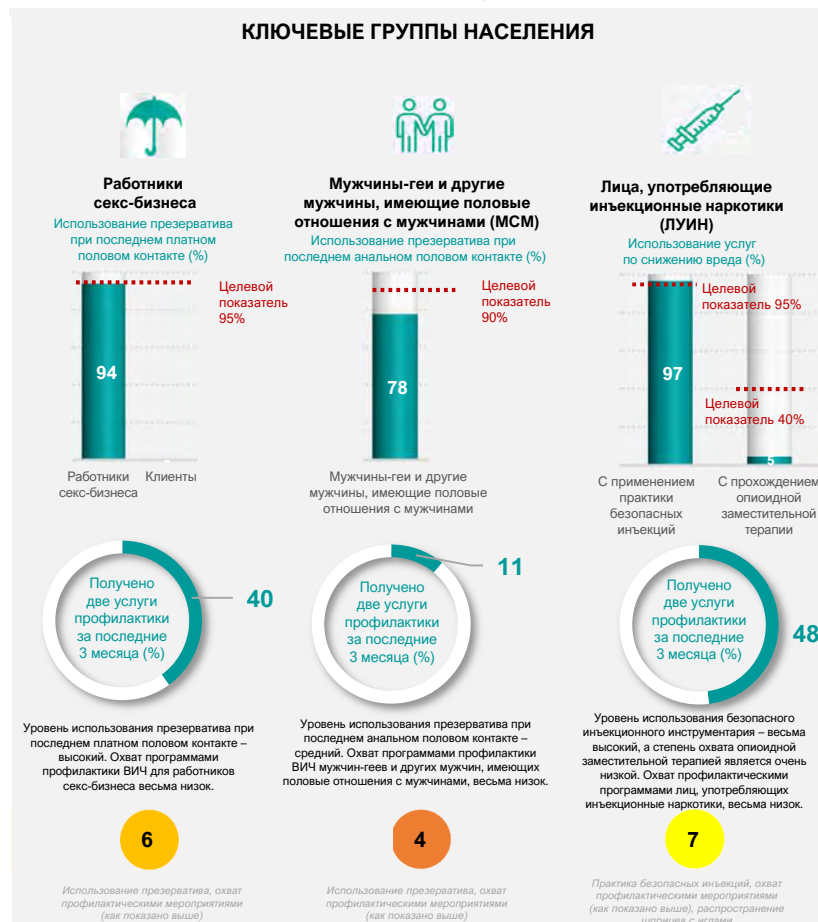 КЛЮЧЕВЫЕ ГРУППЫ НАСЕЛЕНИЯ
Работники
секс-бизнеса
Использование презерватива
при последнем платном
половом контакте (%)
Целевой
показатель
95%
94
Работники
секс-бизнеса
Клиенты
Получено
две услуги
профилактики
за последние
3 месяца (%)
40
Уровень использования презерватива при
последнем платном половом контакте –
высокий. Охват программами
профилактики ВИЧ для работников
секс-бизнеса весьма низок.
6
Использование презерватива, охват
профилактическими мероприятиями
(как показано выше)
Мужчины-геи и другие
мужчины, имеющие половые
отношения с мужчинами (МСМ)
Использование презерватива при
последнем анальном половом контакте (%)
Целевой
показатель
90%
78
Мужчины-геи и другие
мужчины, имеющие половые
отношения с мужчинами
Получено
две услуги
профилактики
за последние
3 месяца (%)
11
Уровень использования презерватива при
последнем анальном половом контакте –
средний. Охват программами профилактики
ВИЧ мужчин-геев и других мужчин, имеющих
половые отношения с мужчинами, весьма низок.
4
Использование презерватива, охват
профилактическими мероприятиями
(как показано выше)
Лица, употребляющие
инъекционные наркотики
(ЛУИН)
Использование услуг
по снижению вреда (%)
Целевой
показатель 95%
97
Целевой
показатель 40%
5
С применением
практики
безопасных
инъекций
С прохождением
опиоидной
заместительной
терапии
Получено
две услуги
профилактики
за последние
3 месяца (%)
48
Уровень использования безопасного
инъекционного инструментария – весьма
высокий, а степень охвата опиоидной
заместительной терапией является очень
низкой. Охват профилактическими
программами лиц, употребляющих
инъекционные наркотики, весьма низок.
7
Практика безопасных инъекций, охват
профилактическими мероприятиями
(как показано выше), распространение
шприцев с иглами